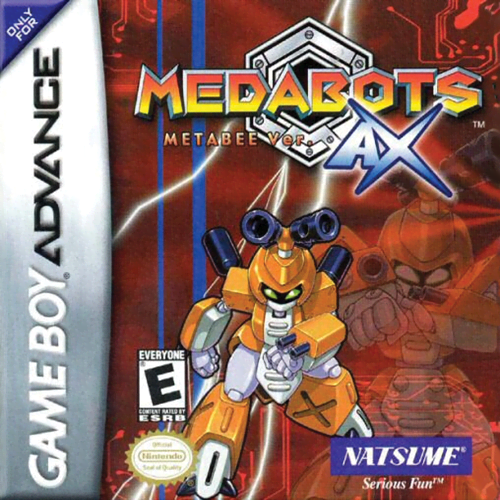 ONLY
FOR
GAME BOY ADVANCE
MEDABOTS
TM
METABEE Ver.
AX
EVERYONE
E
CONTENT RATED BY
ESRB
Official
Nintendo
Seal of Quality
NATSUME®
Serious Fun™